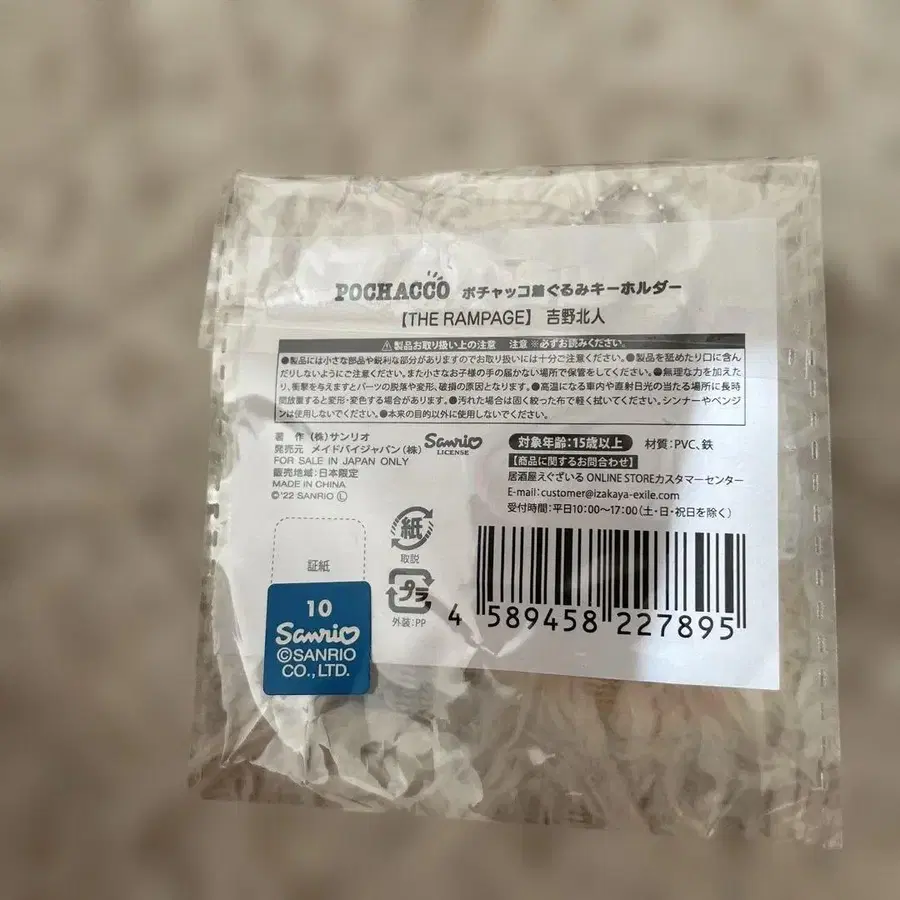 POCHACCO ポチャッコ着ぐるみキーホルダー
【THE RAMPAGE】 吉野北人
⚠製品お取り扱い上の注意 注意 ※必ずお読みください。
●製品には小さな部品や鋭利な部分がありますのでお取り扱いには十分ご注意ください。●製品を舐めたり口に含ん
だりしないようにご注意ください。また小さなお子様の手の届かない場所で保管をしてください。●無理な力を加えた
り、衝撃を与えますとパーツの脱落や変形、破損の原因となります。●高温になる車内や直射日光の当たる場所に長時
間放置すると変形・変色する場合があります。●汚れた場合は固く絞った布で軽く拭いてください。シンナーやベンジ
ンは使用しないでください。●本来の目的以外に使用しないでください。
著 作 (株)サンリオ
発売元 メイドバイジャパン(株)
FOR SALE IN JAPAN ONLY
販売地域:日本限定
MADE IN CHINA
©'22 SANRIO Ⓛ
Sanrio
LICENSE
対象年齢:15歳以上 材質:PVC、鉄
【商品に関するお問合わせ】
居酒屋えぐざいる ONLINE STOREカスタマーセンター
E-mail:customer@izakaya-exile.com
受付時間:平日10:00〜17:00(土・日・祝日を除く)
証紙
10
Sanrio
©SANRIO
CO.,LTD.
紙
取説
プラ
外装:PP
4 589458 227895